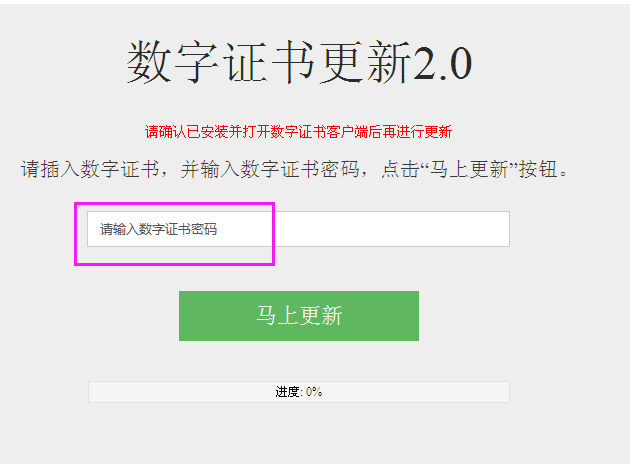 数字证书更新2.0
请确认已安装并打开数字证书客户端后再进行更新
请插入数字证书，并输入数字证书密码，点击“马上更新”按钮。
请输入数字证书密码
马上更新
进度: 0%